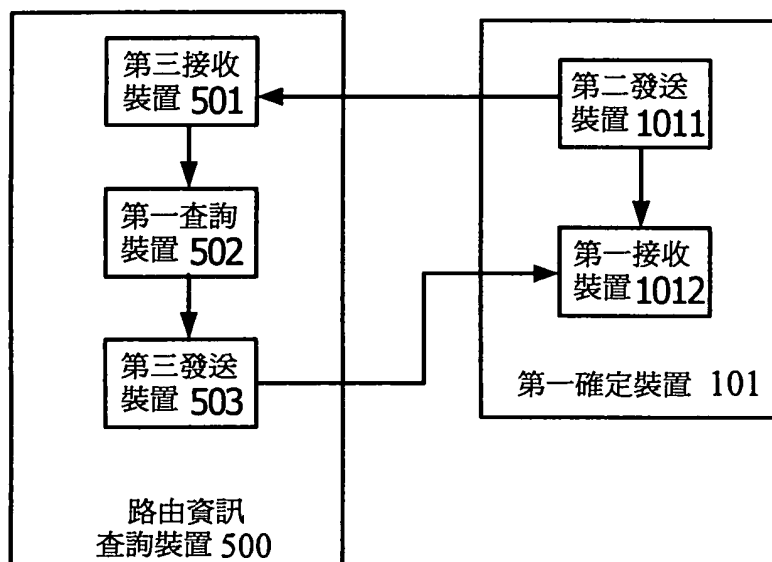 第三接收
裝置 501
第一查詢
裝置 502
第三發送
裝置 503
路由資訊
查詢裝置 500
第二發送
裝置 1011
第一接收
裝置 1012
第一確定裝置 101